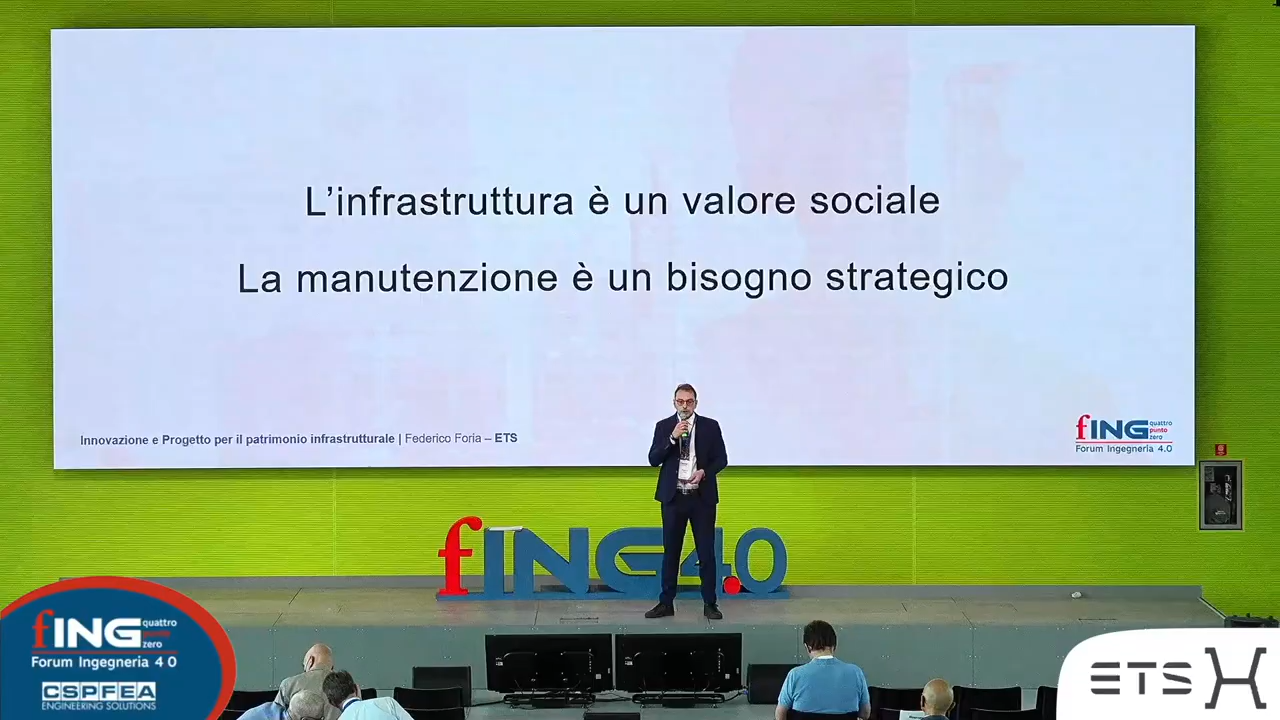 L'infrastruttura è un valore sociale
La manutenzione è un bisogno strategico
Innovazione e Progetto per il patrimonio infrastrutturale | Federico Foria – ETS
fING quattro punto zero
Forum Ingegneria 4.0
fING4.0
fING quattro punto zero
Forum Ingegneria 4 0
CSPFEA
ENGINEERING SOLUTIONS
ETS